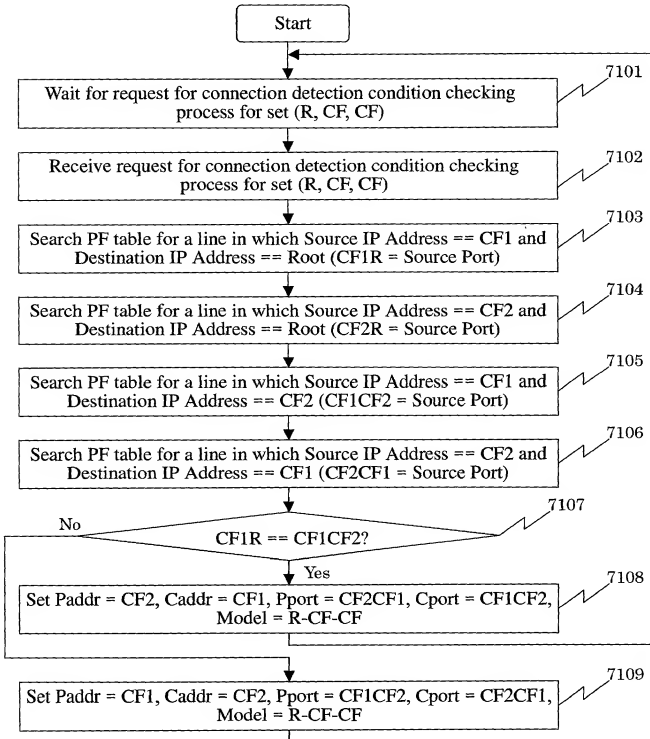 Start
7101
Wait for request for connection detection condition checking
process for set (R, CF, CF)
7102
Receive request for connection detection condition checking
process for set (R, CF, CF)
7103
Search PF table for a line in which Source IP Address == CF1 and
Destination IP Address == Root (CF1R = Source Port)
7104
Search PF table for a line in which Source IP Address == CF2 and
Destination IP Address == Root (CF2R = Source Port)
7105
Search PF table for a line in which Source IP Address == CF1 and
Destination IP Address == CF2 (CF1CF2 = Source Port)
7106
Search PF table for a line in which Source IP Address == CF2 and
Destination IP Address == CF1 (CF2CF1 = Source Port)
7107
No
CF1R == CF1CF2?
Yes
7108
Set Paddr = CF2, Caddr = CF1, Pport = CF2CF1, Cport = CF1CF2,
Model = R-CF-CF
7109
Set Paddr = CF1, Caddr = CF2, Pport = CF1CF2, Cport = CF2CF1,
Model = R-CF-CF